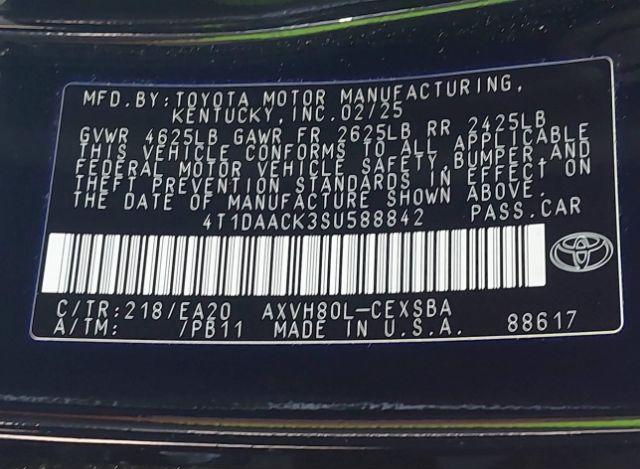 MFD.BY:TOYOTA MOTOR MANUFACTURING,
KENTUCKY,INC.02/25
GVWR 4625LB GAWR FR 2625LB RR 2425LB
THIS VEHICLE CONFORMS TO ALL APPLICABLE
FEDERAL MOTOR VEHICLE SAFETY,BUMPER,AND
THEFT PREVENTION STANDARDS IN EFFECT ON
THE DATE OF MANUFACTURE SHOWN ABOVE.
4T1DAACK3SU588842 PASS.CAR
C/TR:218/EA20 AXVH80L-CEXSBA
A/TM: /PB11 MADE IN U.S.A. 88617